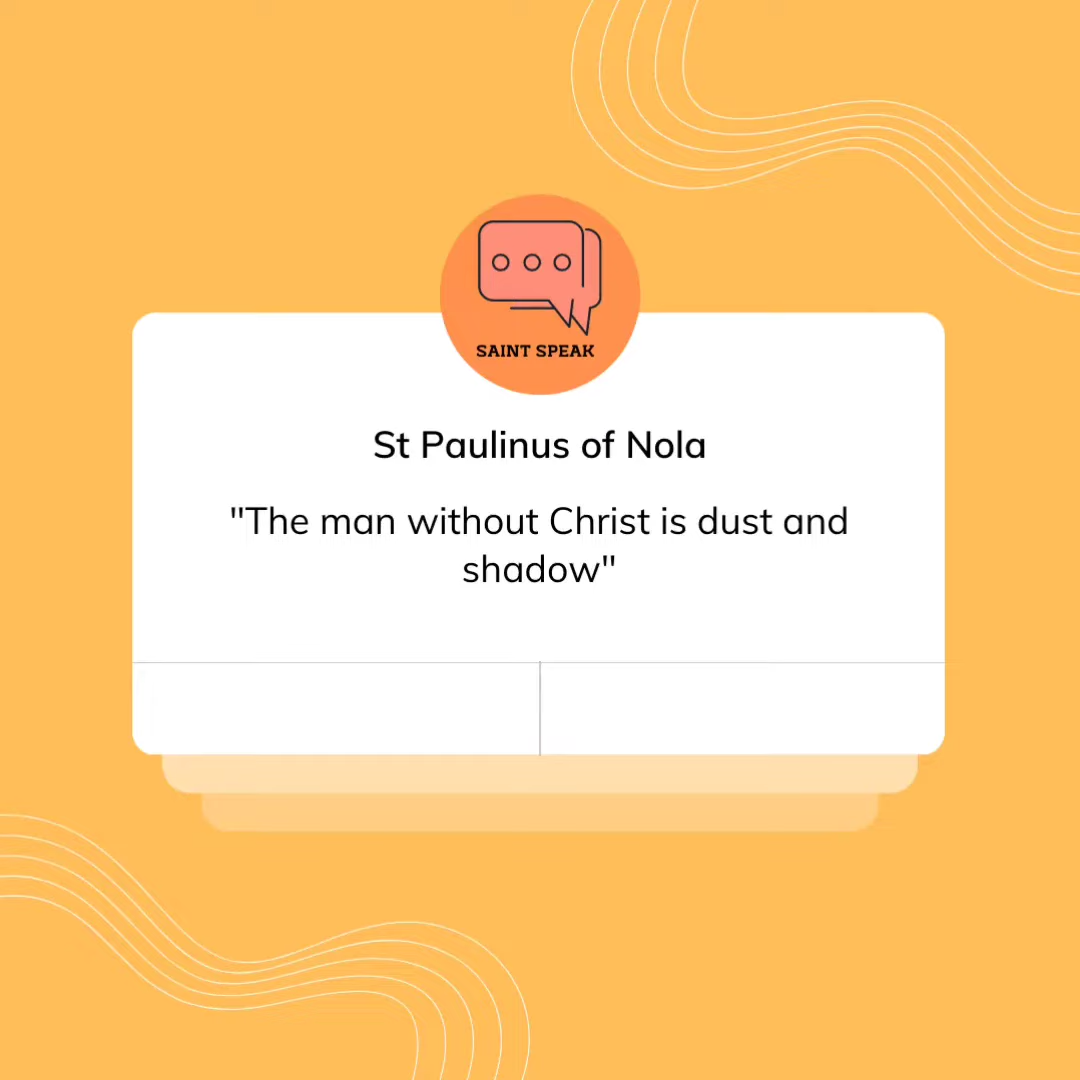 SAINT SPEAK
St Paulinus of Nola
"The man without Christ is dust and
shadow"